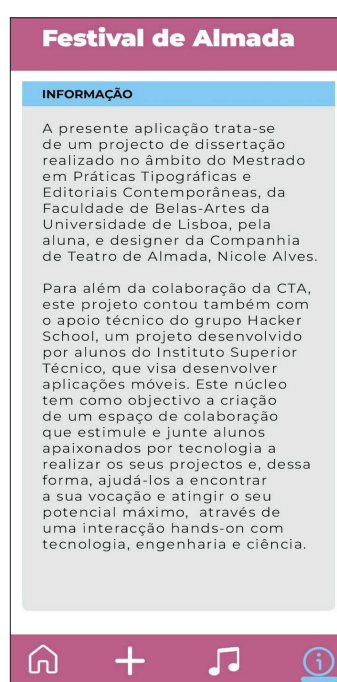 Festival de Almada
INFORMAÇÃO
A presente aplicação trata-se
de um projecto de dissertação
realizado no âmbito do Mestrado
em Práticas Tipográficas e
Editoriais Contemporâneas, da
Faculdade de Belas-Artes da
Universidade de Lisboa, pela
aluna, e designer da Companhia
de Teatro de Almada, Nicole Alves.
Para além da colaboração da CTA,
este projeto contou também com
o apoio técnico do grupo Hacker
School, um projeto desenvolvido
por alunos do Instituto Superior
Técnico, que visa desenvolver
aplicações móveis. Este núcleo
tem como objectivo a criação
de um espaço de colaboração
que estimule e junte alunos
apaixonados por tecnologia a
realizar os seus projectos e, dessa
forma, ajudá-los a encontrar
a sua vocação e atingir o seu
potencial máximo,  através de
uma interacção hands-on com
tecnologia, engenharia e ciência.